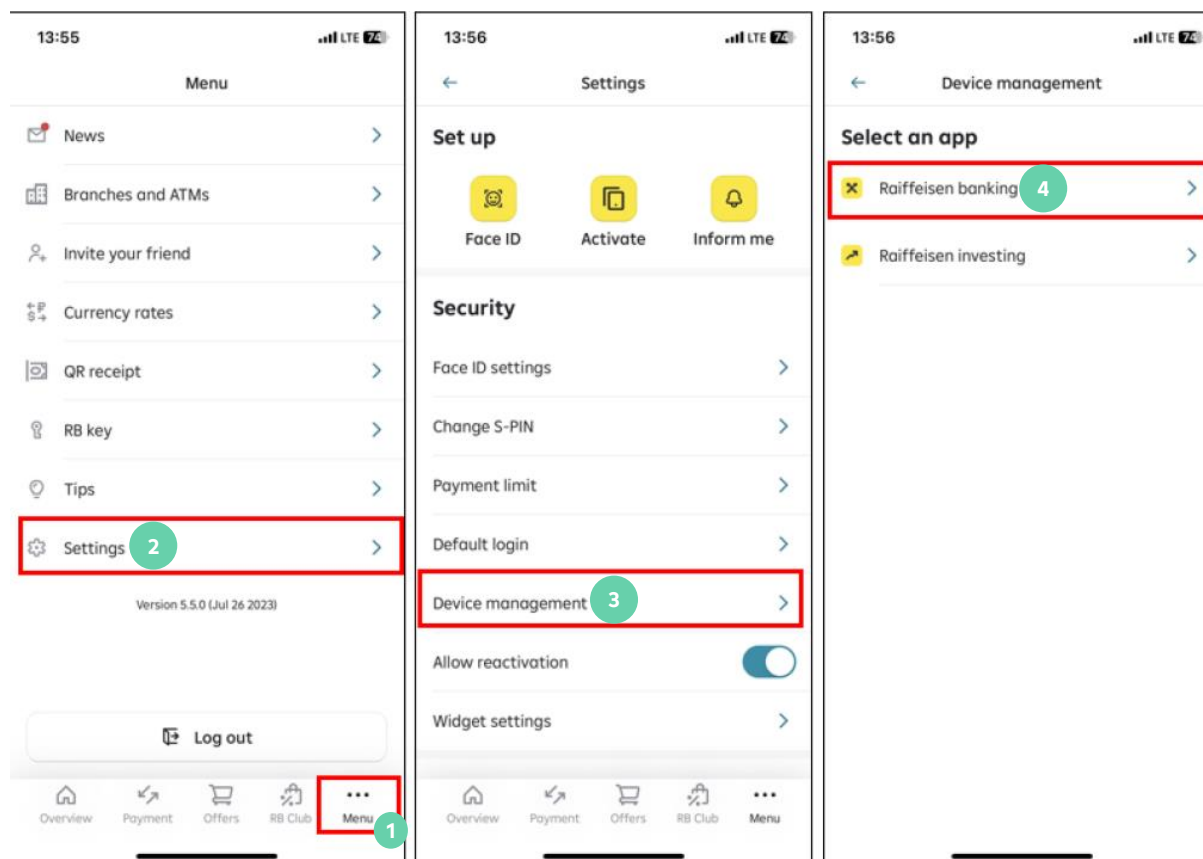 13:55
LTE 74
Menu
News
Branches and ATMs
Invite your friend
Currency rates
QR receipt
RB key
Tips
Settings 2
Version 5.5.0 (Jul 26 2023)
Log out
Overview Payment Offers RB Club Menu
1
13:56
LTE 74
Settings
Set up
Face ID Activate Inform me
Security
Face ID settings
Change S-PIN
Payment limit
Default login
Device management 3
Allow reactivation
Widget settings
Overview Payment Offers RB Club Menu
13:56
LTE 74
Device management
Select an app
Raiffeisen banking 4
Raiffeisen investing